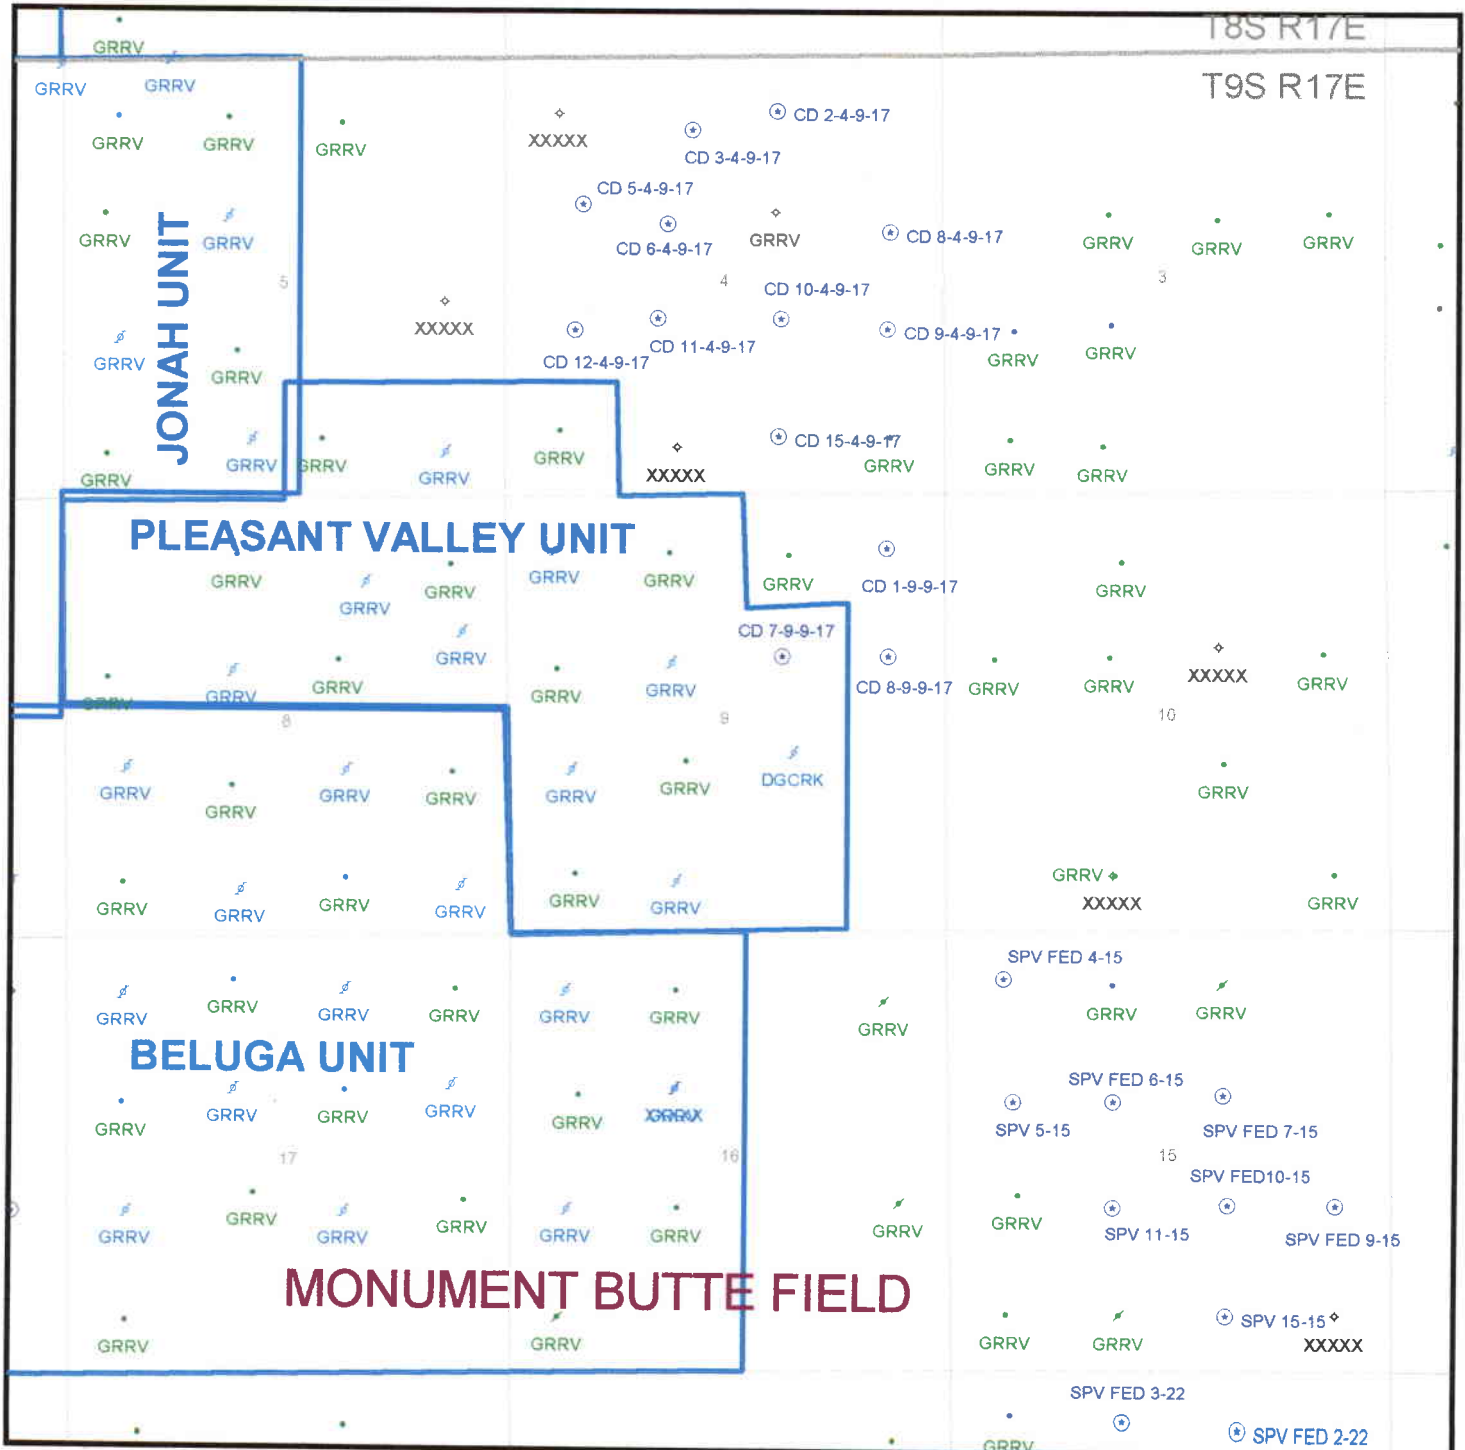 T8S R17E
GRRV
T9S R17E
GRRV
GRRV
CD 2-4-9-17
GRRV
GRRV
GRRV
XXXXX
CD 3-4-9-17
CD 5-4-9-17
JONAH UNIT
GRRV
GRRV
CD 6-4-9-17
GRRV
CD 8-4-9-17
GRRV
GRRV
GRRV
5
4
3
CD 10-4-9-17
XXXXX
GRRV
GRRV
CD 12-4-9-17
CD 11-4-9-17
CD 9-4-9-17
GRRV
GRRV
CD 15-4-9-17
GRRV
GRRV
GRRV
GRRV
GRRV
XXXXX
GRRV
GRRV
GRRV
PLEASANT VALLEY UNIT
GRRV
GRRV
GRRV
GRRV
GRRV
GRRV
CD 1-9-9-17
GRRV
CD 7-9-9-17
GRRV
GRRV
GRRV
GRRV
GRRV
GRRV
CD 8-9-9-17
GRRV
GRRV
XXXXX
GRRV
GRRV
8
9
10
GRRV
GRRV
GRRV
GRRV
GRRV
GRRV
DGCRK
GRRV
GRRV
XXXXX
GRRV
GRRV
GRRV
GRRV
GRRV
GRRV
GRRV
SPV FED 4-15
GRRV
GRRV
GRRV
GRRV
GRRV
GRRV
GRRV
GRRV
GRRV
BELUGA UNIT
SPV FED 6-15
GRRV
GRRV
GRRV
GRRV
GRRV
SPV 5-15
SPV FED 7-15
17
16
15
SPV FED10-15
GRRV
GRRV
GRRV
GRRV
GRRV
GRRV
GRRV
GRRV
SPV 11-15
SPV FED 9-15
MONUMENT BUTTE FIELD
SPV 15-15
GRRV
GRRV
GRRV
GRRV
XXXXX
SPV FED 3-22
GRRV
SPV FED 2-22